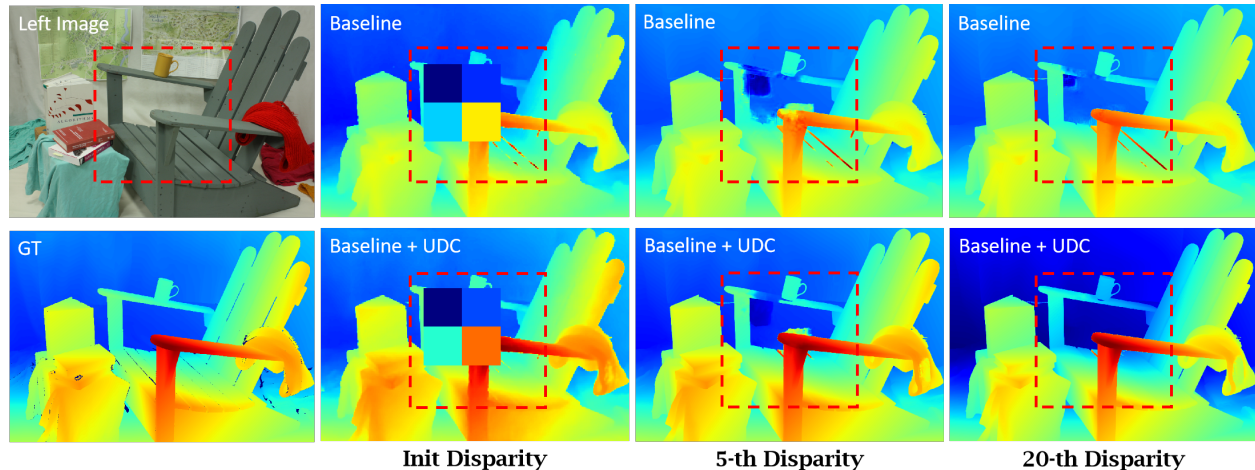 Left Image
Baseline
Baseline
Baseline
GT
Baseline + UDC
Baseline + UDC
Baseline + UDC
Init Disparity
5-th Disparity
20-th Disparity